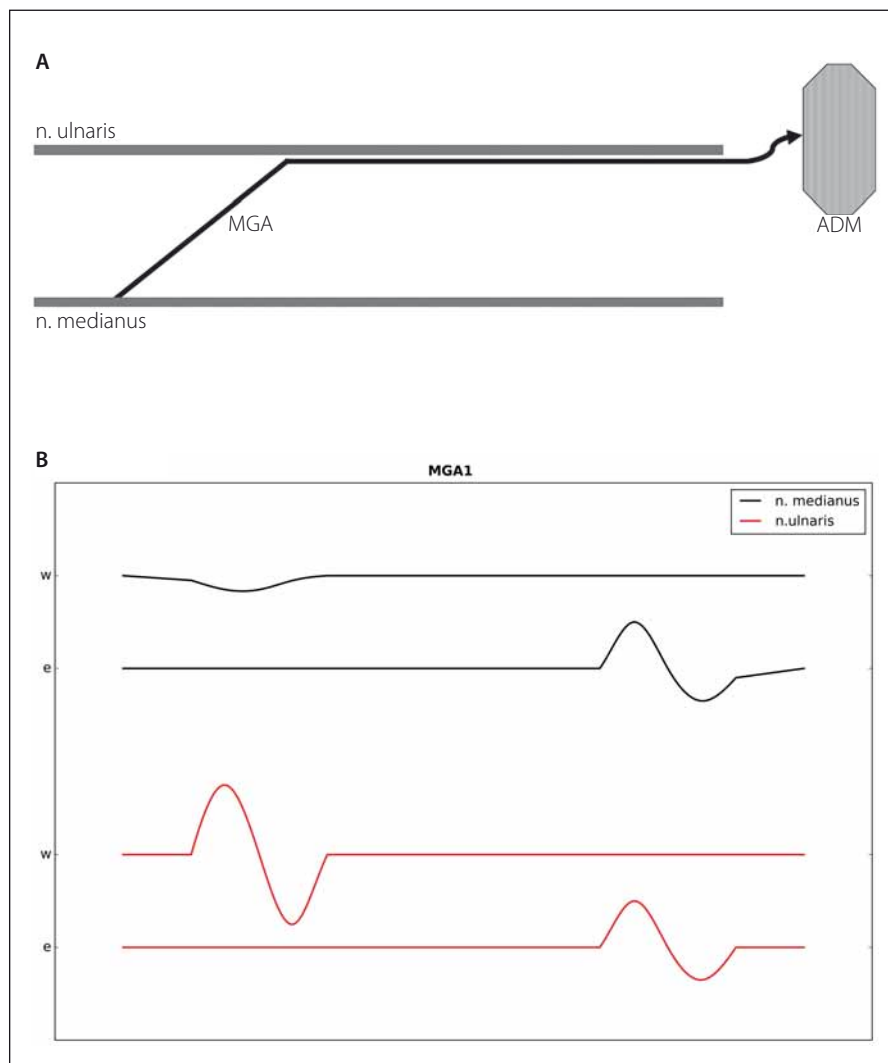 A
n. ulnaris
MGA
ADM
n. medianus
B
MGA1
n. medianus
n.ulnaris
w
e
w
e